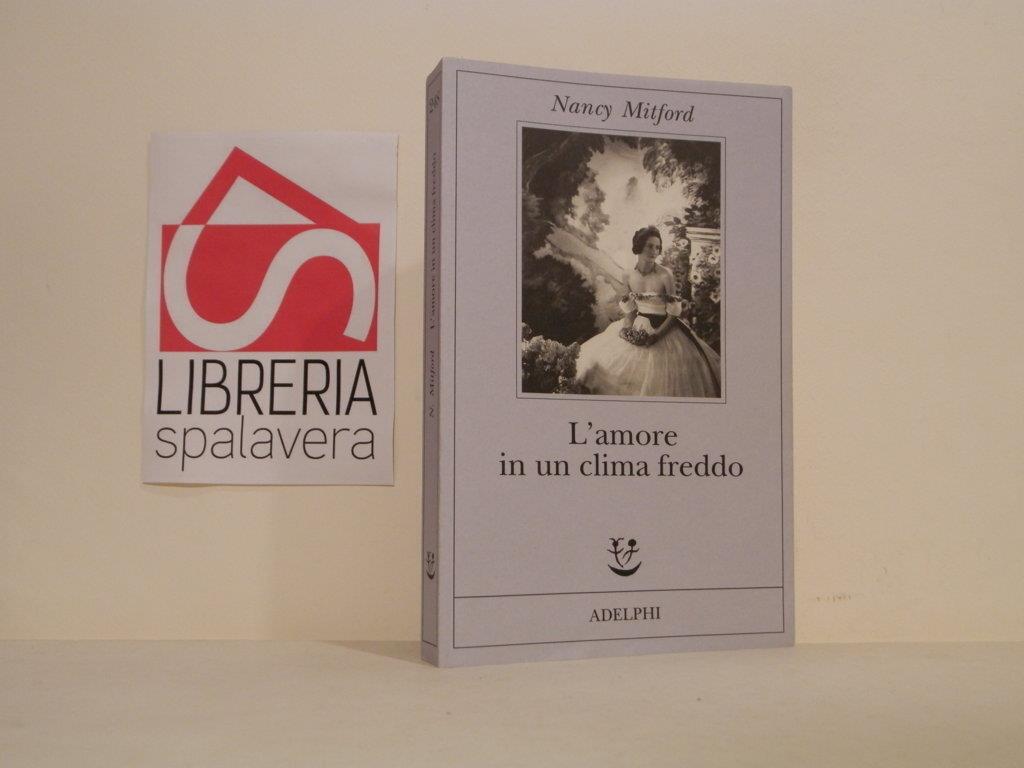 LIBRERIA
spalavera
N. Mitford L'amore in un clima freddo
Nancy Mitford
L'amore
in un clima freddo
ADELPHI